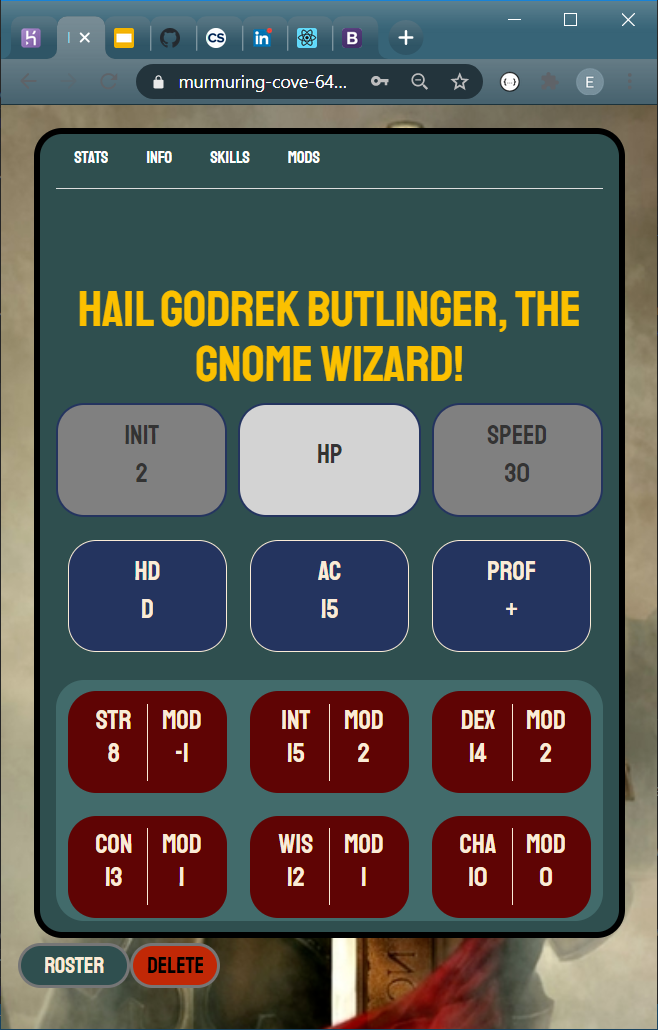 murmuring-cove-64...
E
STATS INFO SKILLS MODS
HAIL GODREK BUTLINGER, THE
GNOME WIZARD!
INIT HP SPEED
2 30
HD AC PROF
D 15 +
STR MOD INT MOD DEX MOD
8 -1 15 2 14 2
CON MOD WIS MOD CHA MOD
13 1 12 1 10 0
ROSTER DELETE